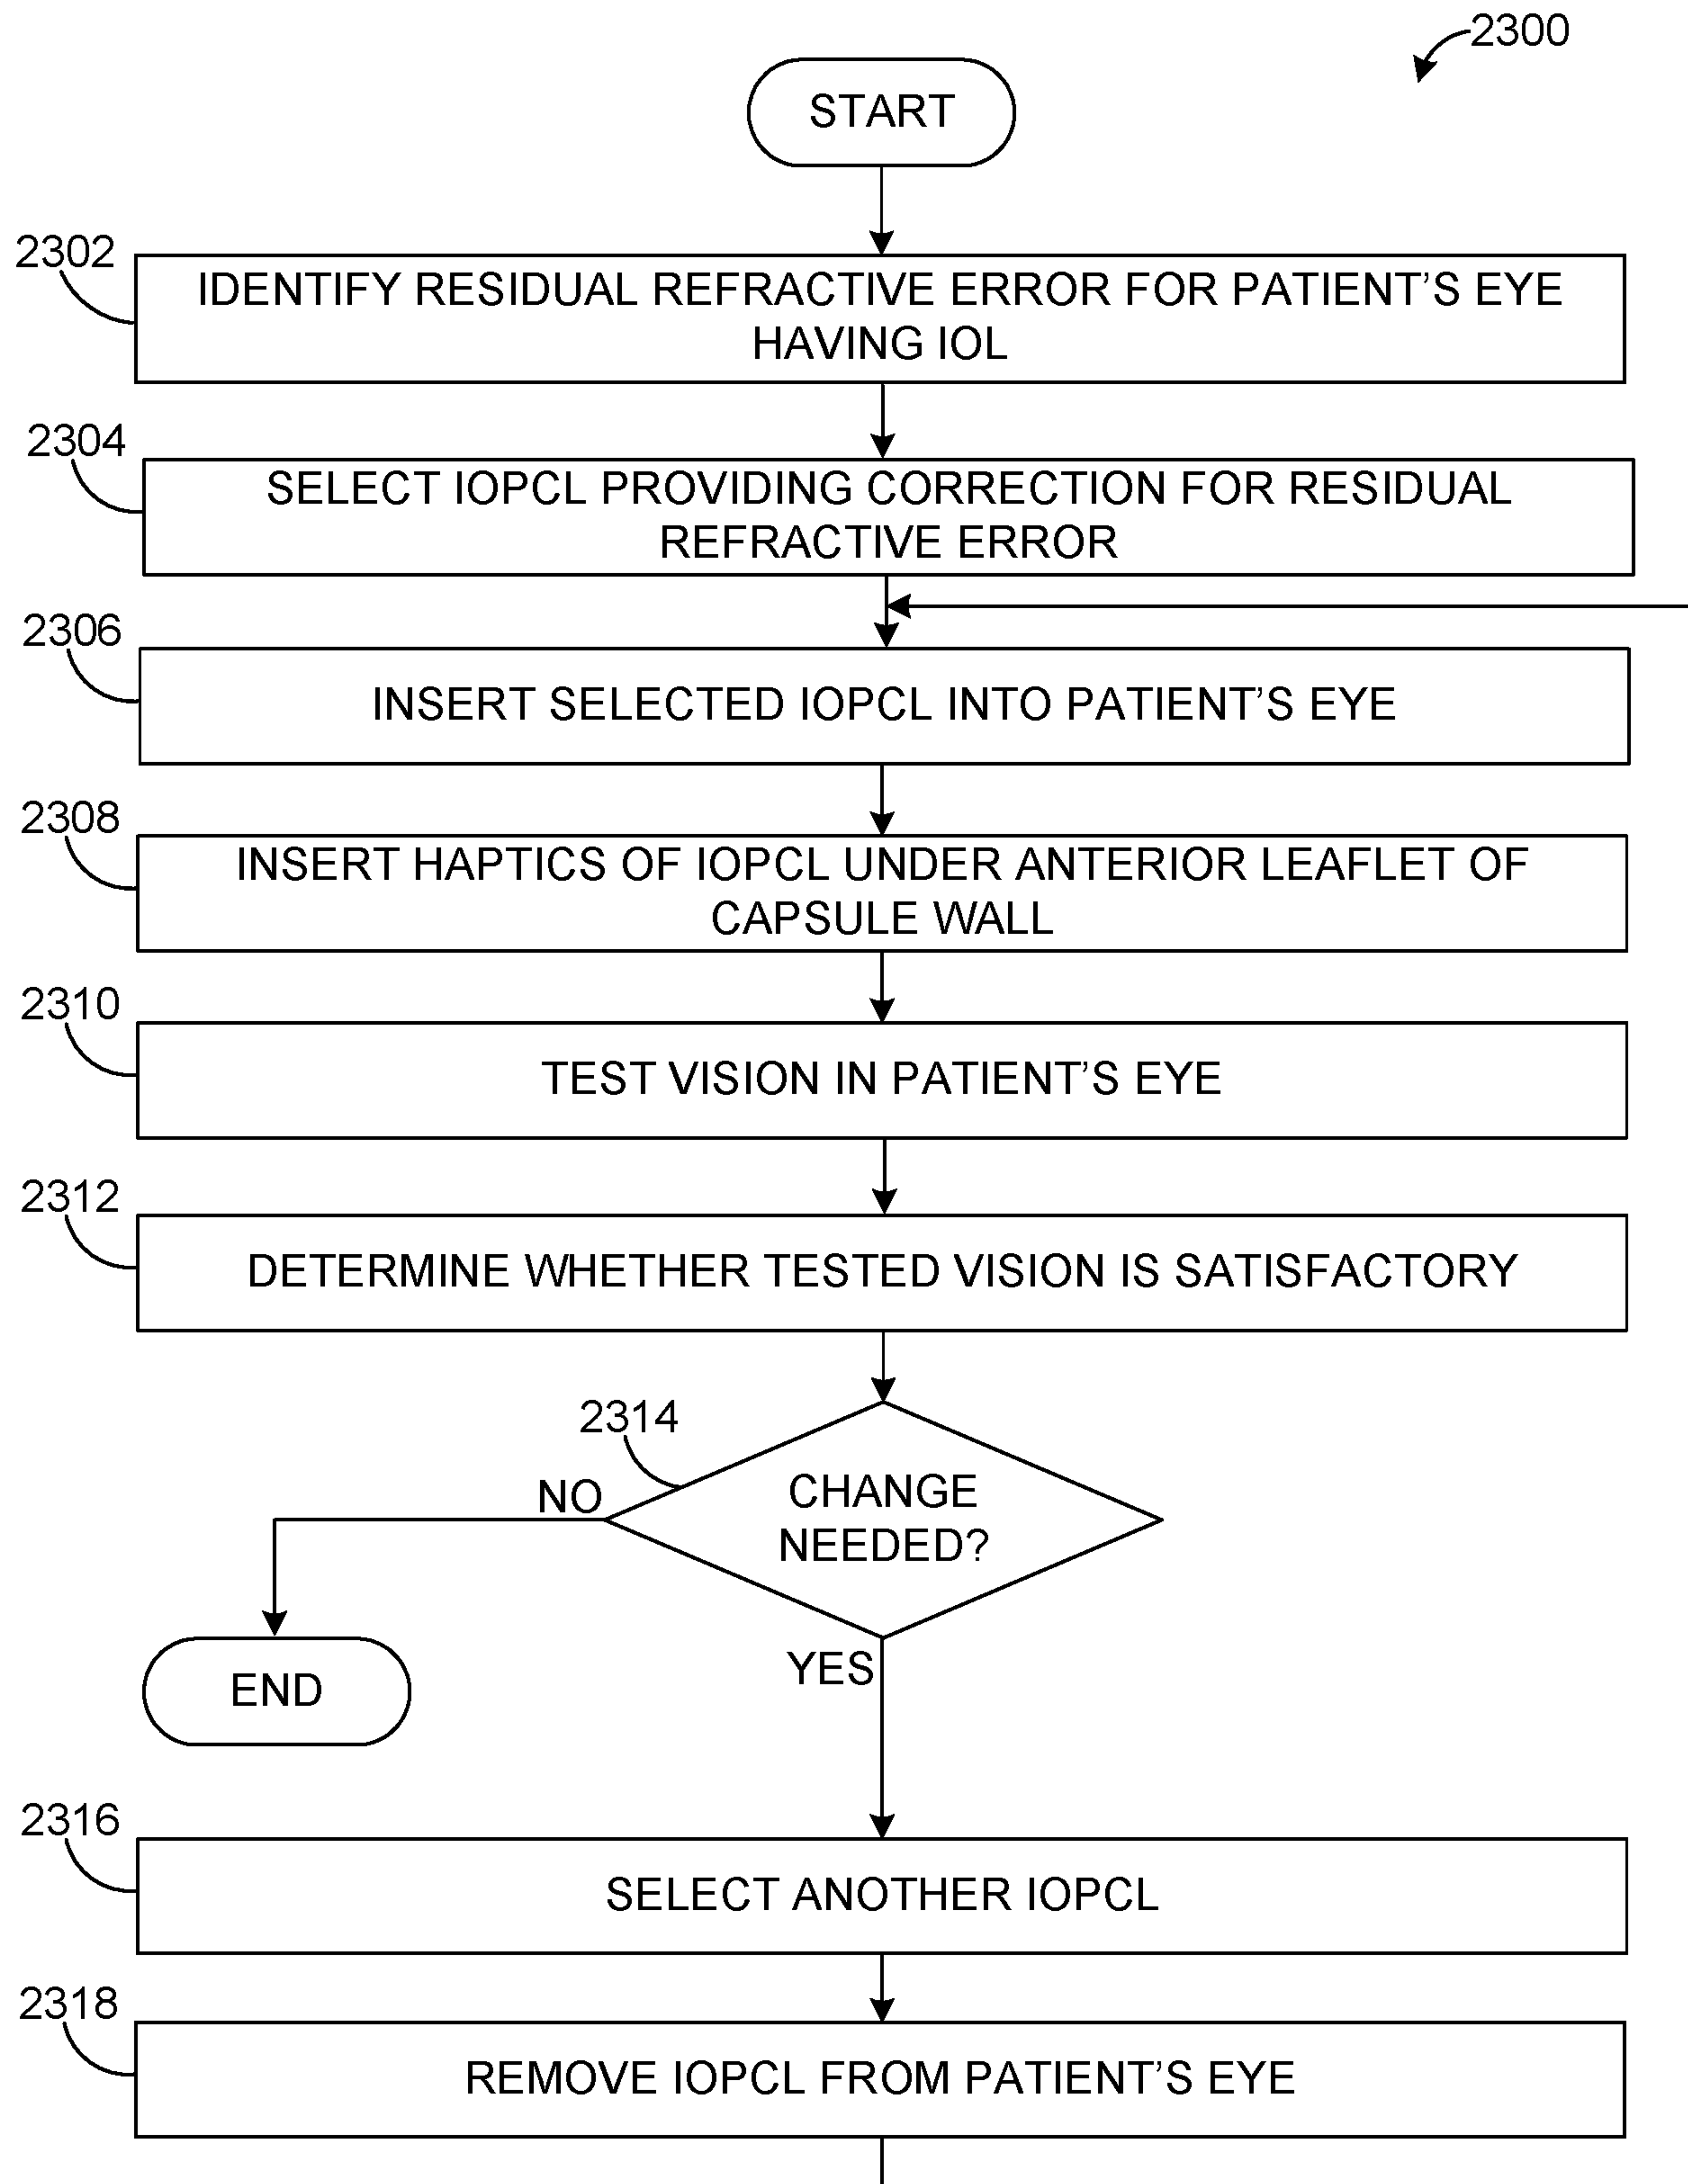 2300
START
2302
IDENTIFY RESIDUAL REFRACTIVE ERROR FOR PATIENT'S EYE
HAVING IOL
2304
SELECT IOPCL PROVIDING CORRECTION FOR RESIDUAL
REFRACTIVE ERROR
2306
INSERT SELECTED IOPCL INTO PATIENT'S EYE
2308
INSERT HAPTICS OF IOPCL UNDER ANTERIOR LEAFLET OF
CAPSULE WALL
2310
TEST VISION IN PATIENT'S EYE
2312
DETERMINE WHETHER TESTED VISION IS SATISFACTORY
2314
CHANGE
NEEDED?
NO
YES
END
2316
SELECT ANOTHER IOPCL
2318
REMOVE IOPCL FROM PATIENT'S EYE